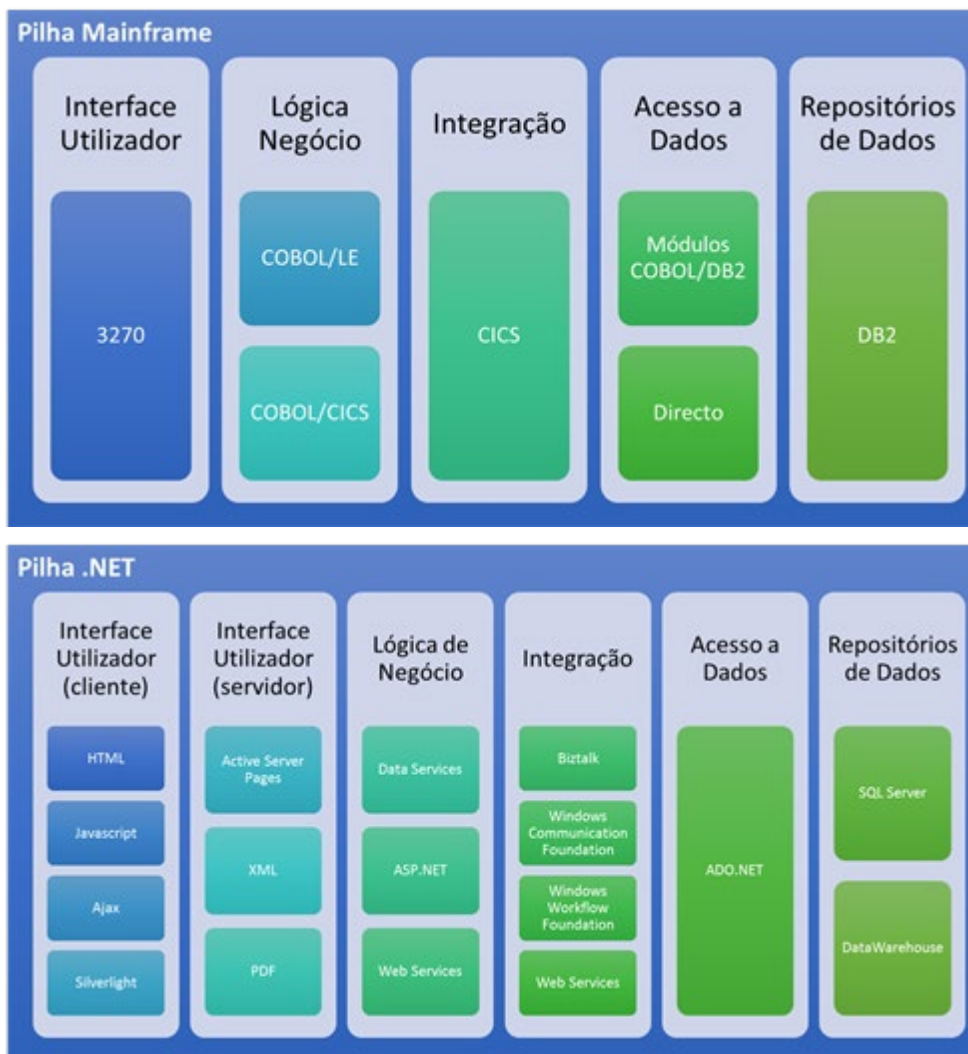 Pilha Mainframe
Interface
Utilizador
3270
Lógica
Negócio
COBOL/LE
COBOL/CICS
Integração
CICS
Acesso a
Dados
Módulos
COBOL/DB2
Directo
Repositórios
de Dados
DB2
Pilha .NET
Interface
Utilizador
(cliente)
HTML
Javascript
Ajax
Silverlight
Interface
Utilizador
(servidor)
Active Server
Pages
XML
PDF
Lógica de
Negócio
Data Services
ASP.NET
Web Services
Integração
Biztalk
Windows
Communication
Foundation
Windows
Workflow
Foundation
Web Services
Acesso a
Dados
ADO.NET
Repositórios
de Dados
SQL Server
DataWarehouse